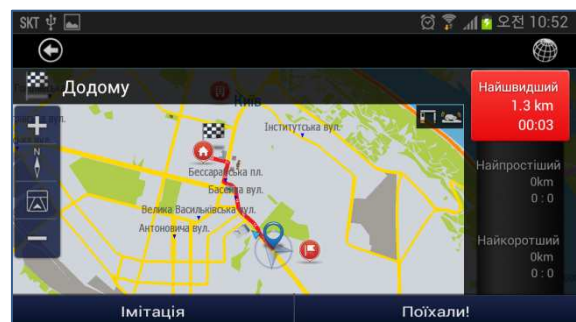 SKT
오전 10:52
Додому
Київ
Інститутська вул.
Бессарабська пл.
Басейна вул.
Велика Васильківська вул.
Антоновича вул.
N
Найшвидший
1.3 km
00:03
Найпростіший
0km
0 : 0
Найкоротший
0km
0 : 0
Імітація
Поїхали!